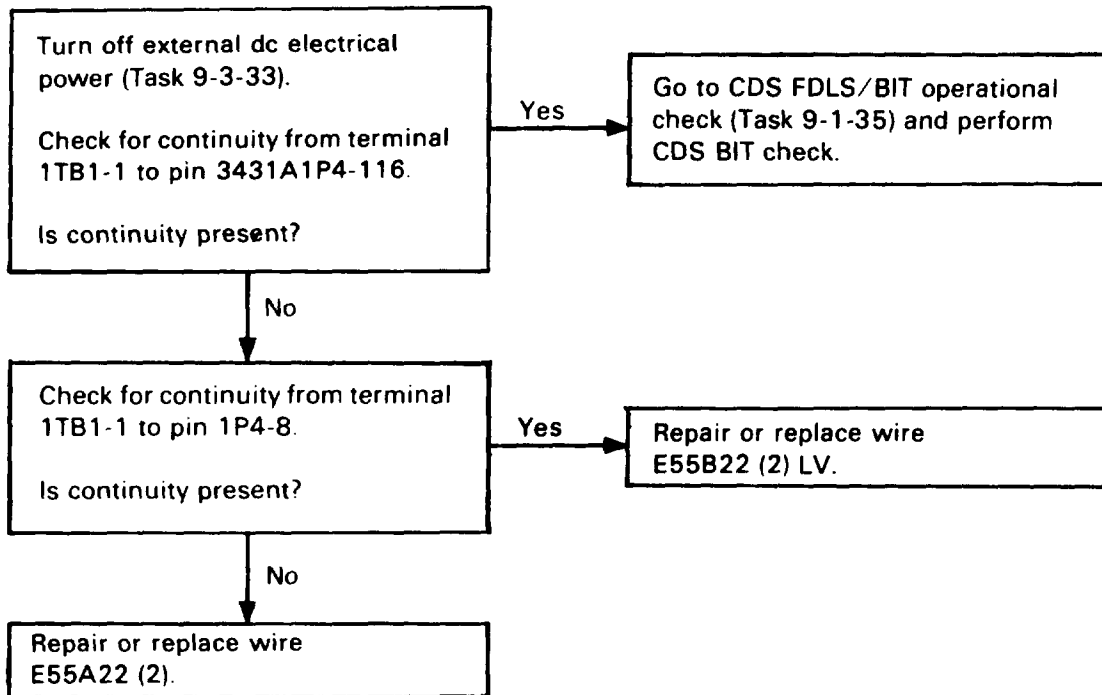 Turn off external dc electrical
power (Task 9-3-33).
Check for continuity from terminal
1TB1-1 to pin 3431A1P4-116.
Is continuity present?
Yes
Go to CDS FDLS/BIT operational
check (Task 9-1-35) and perform
CDS BIT check.
No
Check for continuity from terminal
1TB1-1 to pin 1P4-8.
Is continuity present?
Yes
Repair or replace wire
E55B22 (2) LV.
No
Repair or replace wire
E55A22 (2).